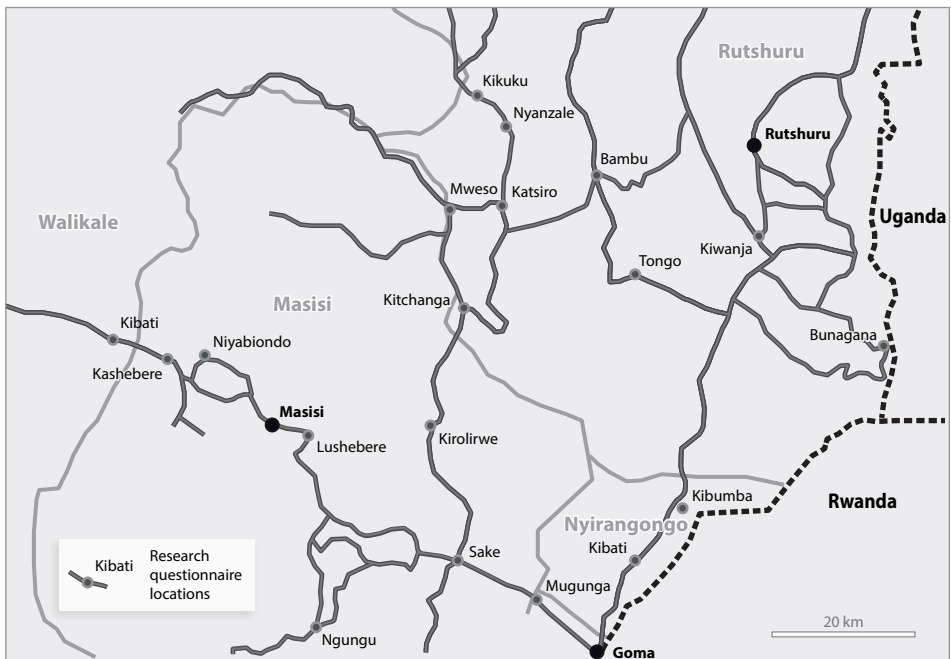 Rutshuru
Kikuku
Nyanzale
Rutshuru
Bambu
Mweso
Katsiro
Walikale
Uganda
Kiwanja
Tongo
Masisi
Kitchanga
Kibati
Niyabiondo
Bunagana
Kashebere
Masisi
Lushebere
Kirolirwe
Kibumba
Rwanda
Nyirangongo
Kibati
Sake
Kibati
Research
questionnaire
locations
Mugunga
Ngungu
20 km
Goma